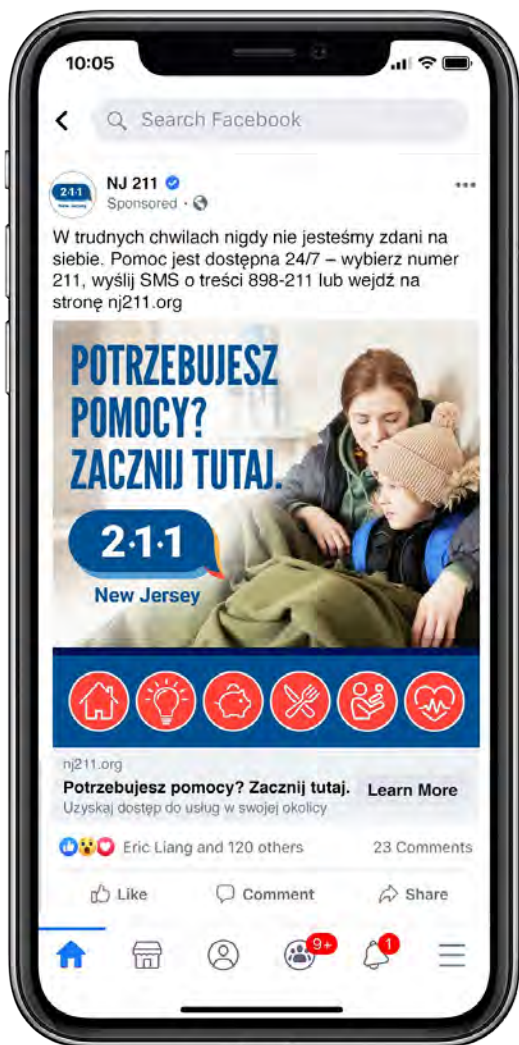 10:05
Search Facebook
2·1·1
New Jersey
NJ 211
Sponsored ·
W trudnych chwilach nigdy nie jesteśmy zdani na
siebie. Pomoc jest dostępna 24/7 – wybierz numer
211, wyślij SMS o treści 898-211 lub wejdź na
stronę nj211.org
POTRZEBUJESZ
POMOCY?
ZACZNIJ TUTAJ.
2·1·1
New Jersey
nj211.org
Potrzebujesz pomocy? Zacznij tutaj.
Learn More
Uzyskaj dostęp do usług w swojej okolicy
Eric Liang and 120 others
23 Comments
Like
Comment
Share
9+
1